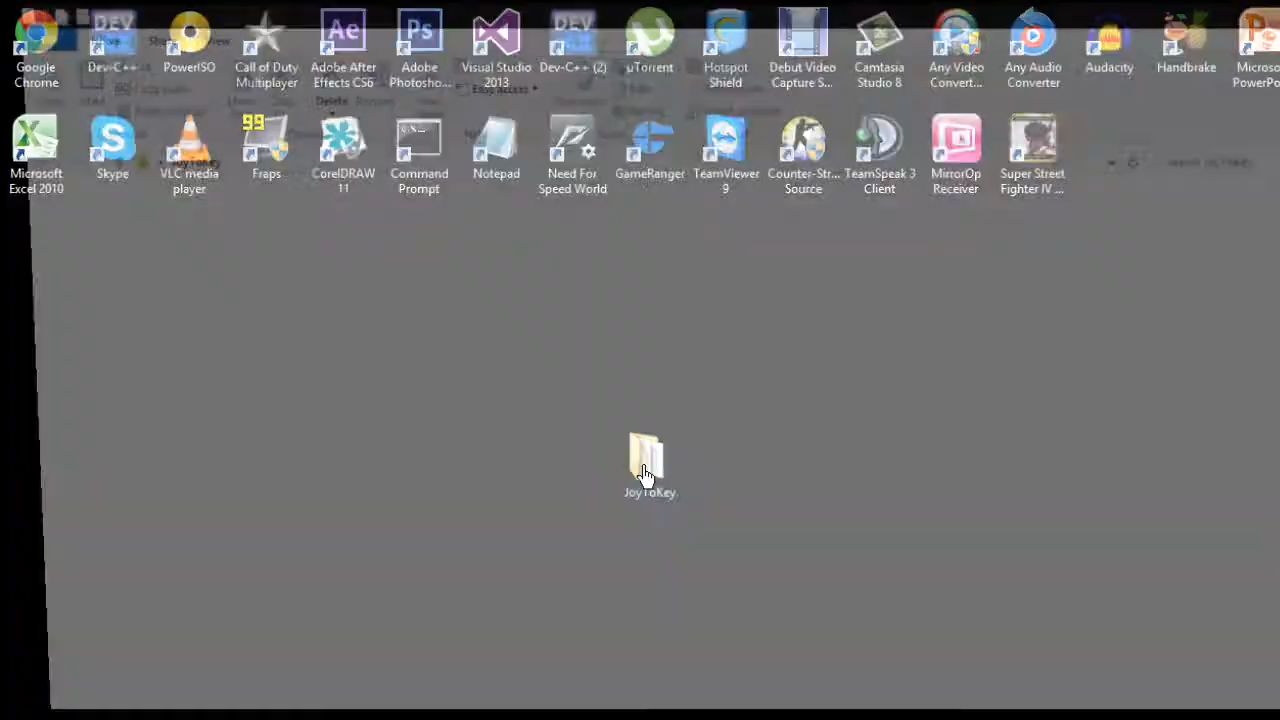 Google
Chrome
Dev-C++
PowerISO
Call of Duty
Multiplayer
Adobe After
Effects CS6
Adobe
Photosho...
Visual Studio
2013
Dev-C++ (2)
uTorrent
Hotspot
Shield
Debut Video
Capture S...
Camtasia
Studio 8
Any Video
Convert...
Any Audio
Converter
Audacity
Handbrake
Microso
PowerPo
99
Microsoft
Excel 2010
Skype
VLC media
player
Fraps
CorelDRAW
11
Command
Prompt
Notepad
Need For
Speed World
GameRanger
TeamViewer
9
Counter-Str...
Source
TeamSpeak 3
Client
MirrorOp
Receiver
Super Street
Fighter IV ...
JoyToKey